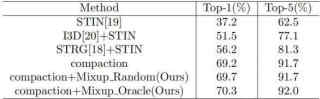 Method Top-1(%) Top-5(%)
STIN[19] 37.2 62.5
I3D[20]+STIN 51.5 77.1
STRG[18]+STIN 56.2 81.3
compaction 69.2 91.7
compaction+Mixup_Random(Ours) 69.7 91.7
compaction+Mixup_Oracle(Ours) 70.3 92.0